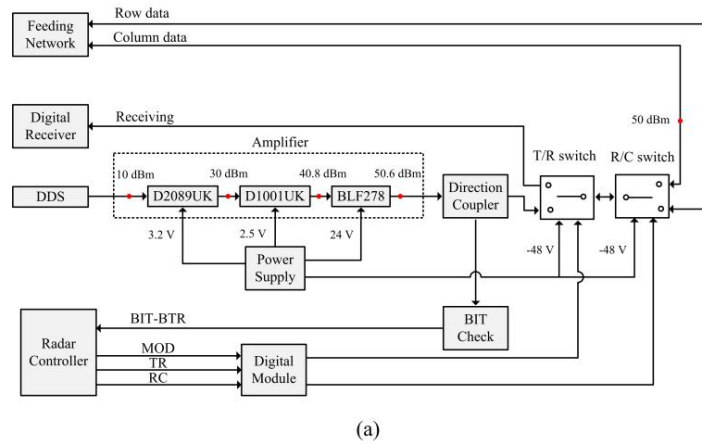 Row data
Feeding
Network
Column data
Digital
Receiver
Receiving
50 dBm
Amplifier
T/R switch
R/C switch
10 dBm
30 dBm
40.8 dBm
50.6 dBm
DDS
D2089UK
D1001UK
BLF278
Direction
Coupler
3.2 V
2.5 V
24 V
-48 V
-48 V
Power
Supply
BIT-BTR
BIT
Check
Radar
Controller
MOD
TR
RC
Digital
Module
(a)